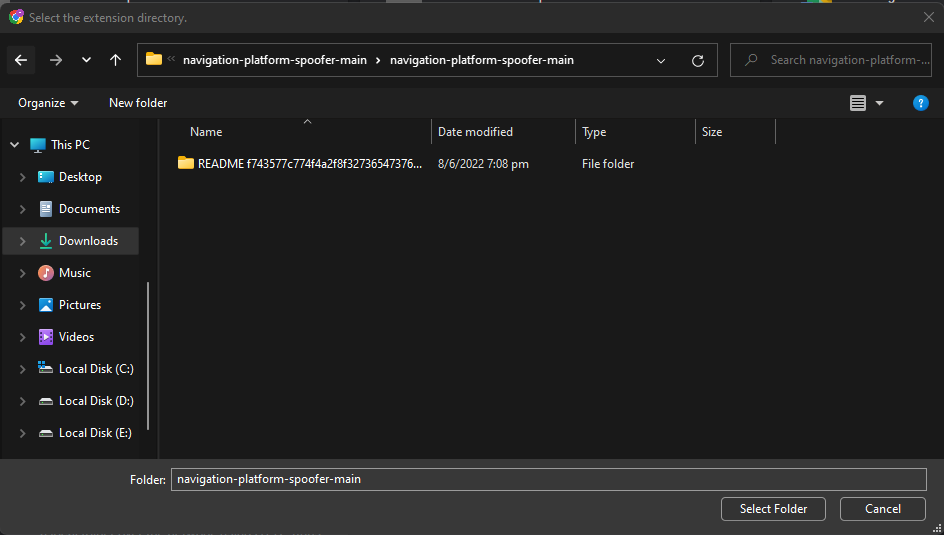 Select the extension directory.
« navigation-platform-spoofer-main > navigation-platform-spoofer-main
Search navigation-platform-...
Organize
New folder
?
Name
Date modified
Type
Size
README f743577c774f4a2f8f32736547376...
8/6/2022 7:08 pm
File folder
This PC
Desktop
Documents
Downloads
Music
Pictures
Videos
Local Disk (C:)
Local Disk (D:)
Local Disk (E:)
Folder:
navigation-platform-spoofer-main
Select Folder
Cancel